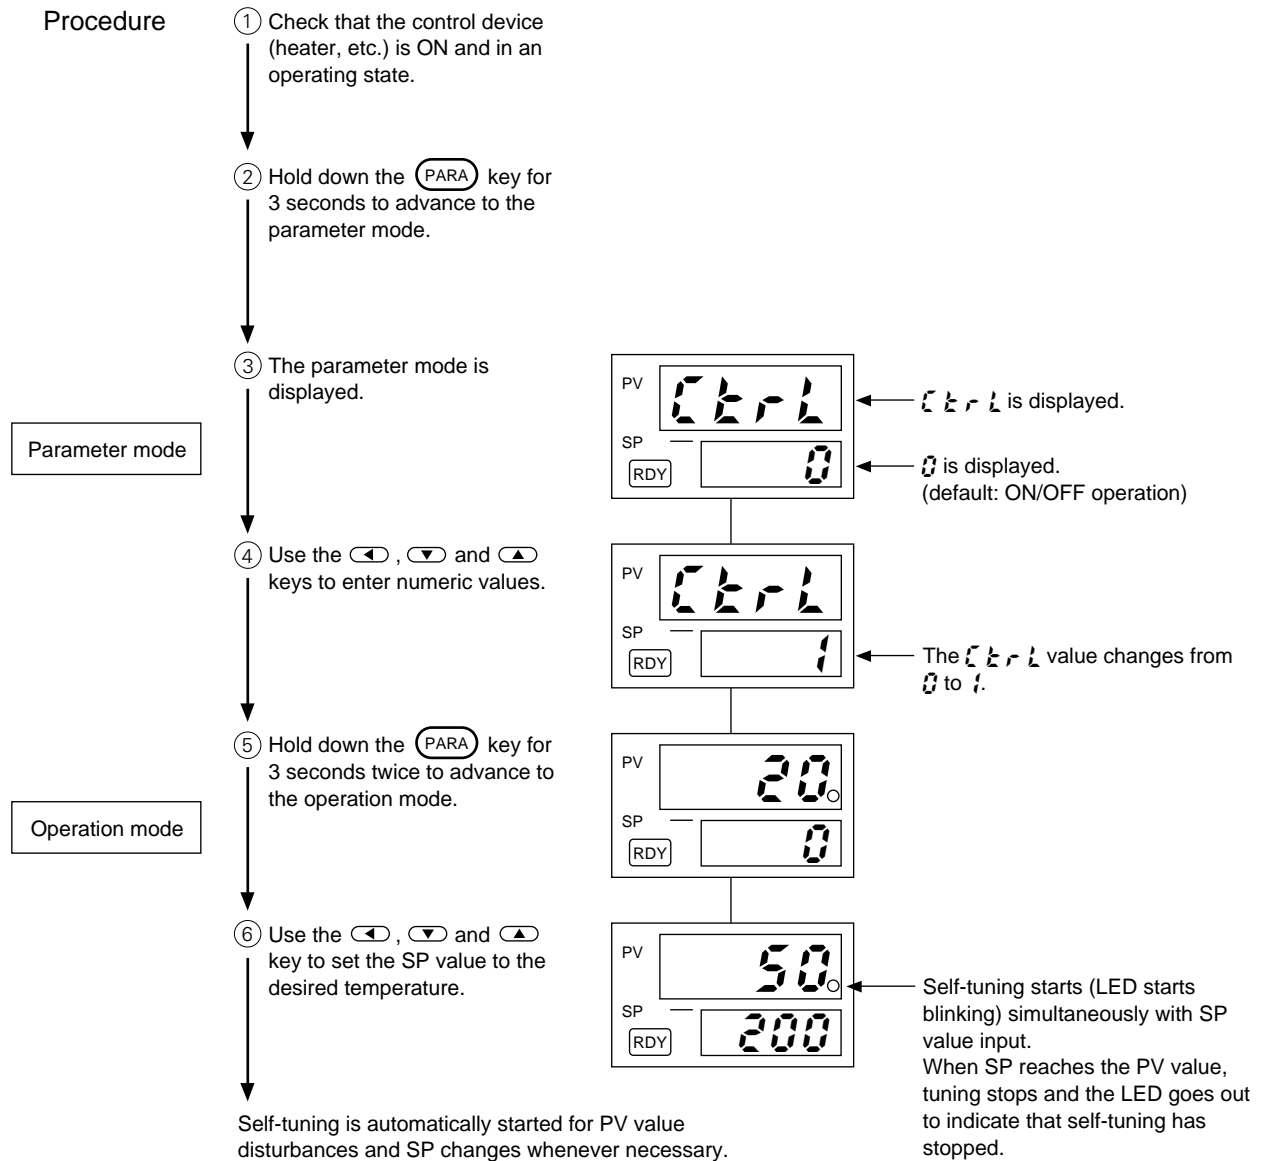 Procedure
1 Check that the control device
(heater, etc.) is ON and in an
operating state.
2 Hold down the PARA key for
3 seconds to advance to the
parameter mode.
3 The parameter mode is
displayed.
Parameter mode
PV CtrL
SP
RDY 0
CtrL is displayed.
0 is displayed.
(default: ON/OFF operation)
4 Use the ◀ , ▼ and ▲
keys to enter numeric values.
PV CtrL
SP
RDY 1
The CtrL value changes from
0 to 1.
5 Hold down the PARA key for
3 seconds twice to advance to
the operation mode.
Operation mode
PV 20.
SP
RDY 0
6 Use the ◀ , ▼ and ▲
key to set the SP value to the
desired temperature.
PV 50.
SP
RDY 200
Self-tuning starts (LED starts
blinking) simultaneously with SP
value input.
When SP reaches the PV value,
tuning stops and the LED goes out
to indicate that self-tuning has
stopped.
Self-tuning is automatically started for PV value
disturbances and SP changes whenever necessary.